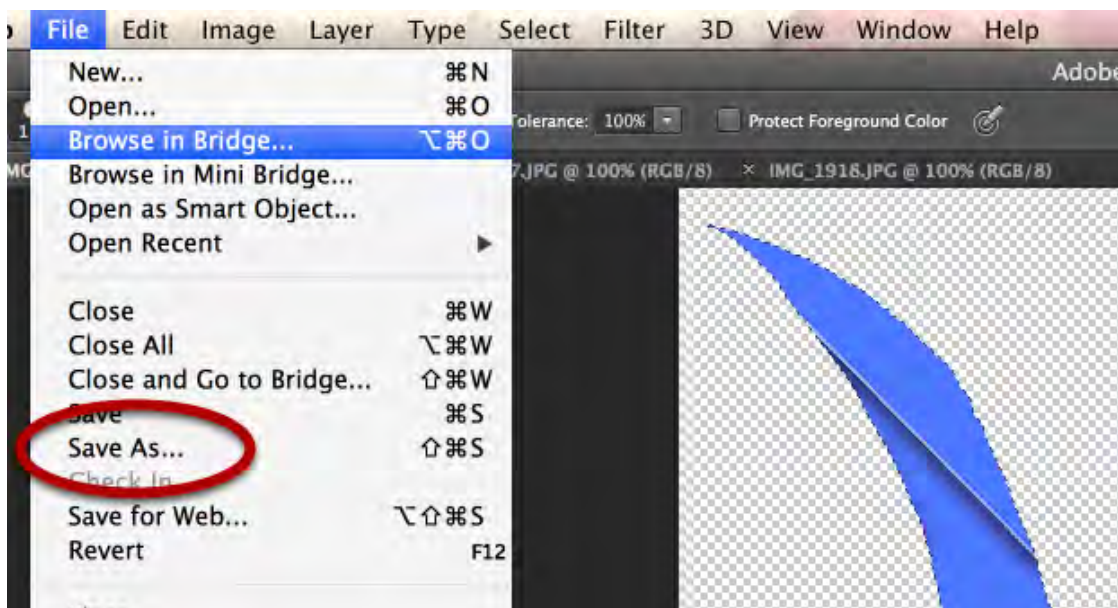 File Edit Image Layer Type Select Filter 3D View Window Help
Adobe
Tolerance: 100% Protect Foreground Color
7.JPG @ 100% (RGB/8) × IMG_1918.JPG @ 100% (RGB/8)
New... ⌘N
Open... ⌘O
Browse in Bridge... ⌥⌘O
Browse in Mini Bridge...
Open as Smart Object...
Open Recent ▶
Close ⌘W
Close All ⌥⌘W
Close and Go to Bridge... ⇧⌘W
Save ⌘S
Save As... ⇧⌘S
Check In...
Save for Web... ⌥⇧⌘S
Revert F12